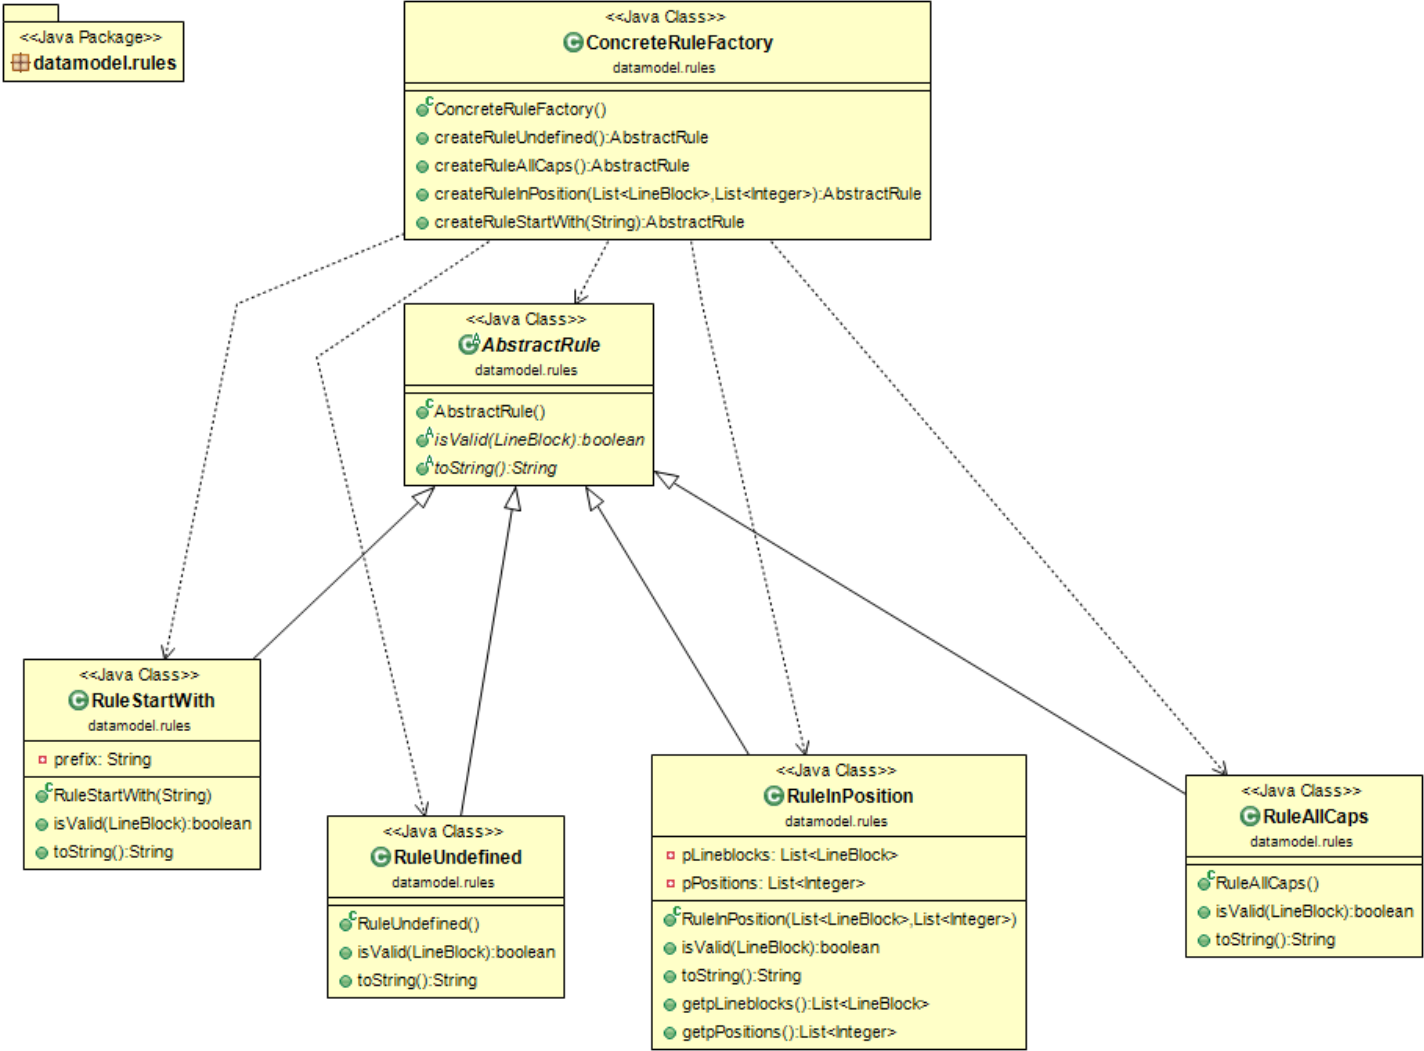 <<Java Package>>
datamodel.rules
<<Java Class>>
ConcreteRuleFactory
datamodel.rules
ConcreteRuleFactory()
createRuleUndefined():AbstractRule
createRuleAllCaps():AbstractRule
createRuleInPosition(List<LineBlock>,List<Integer>):AbstractRule
createRuleStartWith(String):AbstractRule
<<Java Class>>
AbstractRule
datamodel.rules
AbstractRule()
isValid(LineBlock):boolean
toString():String
<<Java Class>>
RuleStartWith
datamodel.rules
prefix: String
RuleStartWith(String)
isValid(LineBlock):boolean
toString():String
<<Java Class>>
RuleUndefined
datamodel.rules
RuleUndefined()
isValid(LineBlock):boolean
toString():String
<<Java Class>>
RuleInPosition
datamodel.rules
pLineblocks: List<LineBlock>
pPositions: List<Integer>
RuleInPosition(List<LineBlock>,List<Integer>)
isValid(LineBlock):boolean
toString():String
getpLineblocks():List<LineBlock>
getpPositions():List<Integer>
<<Java Class>>
RuleAllCaps
datamodel.rules
RuleAllCaps()
isValid(LineBlock):boolean
toString():String